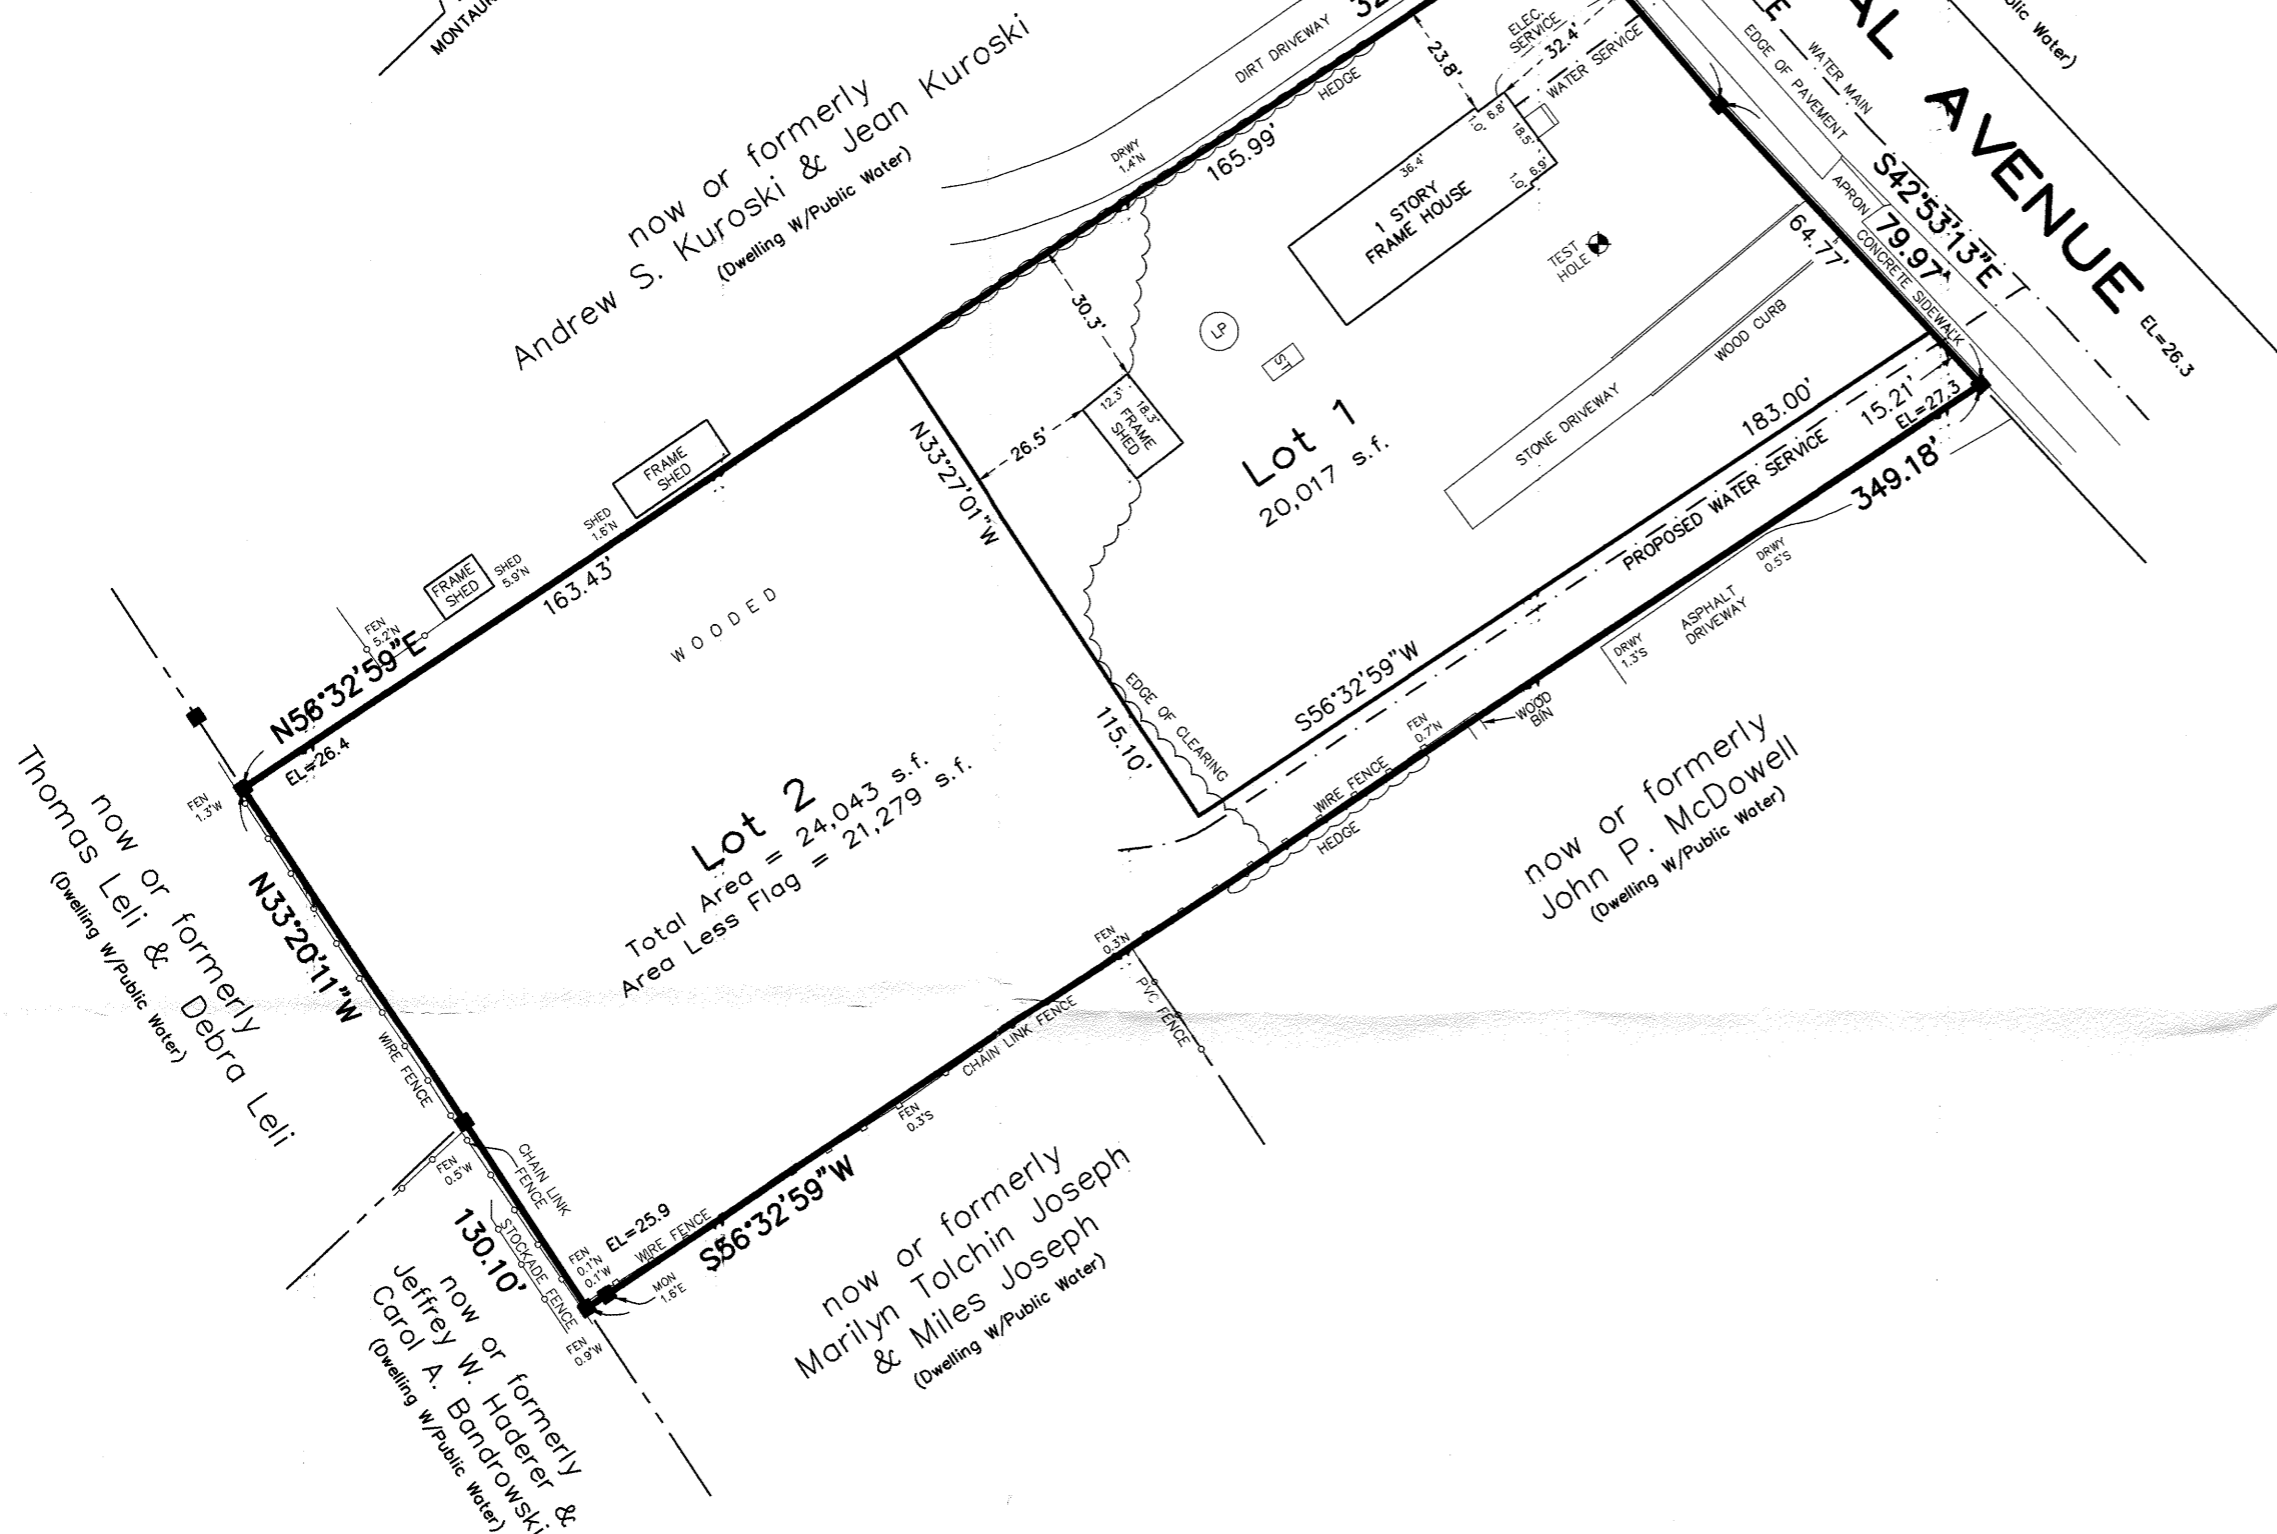 MONTAUK
now or formerly
Andrew S. Kuroski & Jean Kuroski
(Dwelling W/Public Water)
DIRT DRIVEWAY
HEDGE
DRWY
1.4'N
165.99'
23.8'
ELEC.
SERVICE
32.4'
WATER SERVICE
1.0'
6.8'
18.5'
6.9'
1.0'
36.4'
1 STORY
FRAME HOUSE
TEST
HOLE
AVENUE
WATER MAIN
EDGE OF PAVEMENT
APRON
CONCRETE SIDEWALK
S42°53'13"E
79.97'
64.77'
EL=26.3
WOOD CURB
STONE DRIVEWAY
LP
ST
30.3'
26.5'
12.3'
18.3'
FRAME
SHED
Lot 1
20,017 s.f.
183.00'
15.21'
EL=27.3
349.18'
PROPOSED WATER SERVICE
S56°32'59"W
DRWY
0.5'S
ASPHALT
DRIVEWAY
DRWY
1.3'S
WOOD
BIN
FEN
0.7'N
WIRE FENCE
HEDGE
now or formerly
John P. McDowell
(Dwelling W/Public Water)
N33°27'01"W
115.10'
EDGE OF CLEARING
FRAME
SHED
SHED
1.6'N
FRAME
SHED
SHED
5.9'N
163.43'
FEN
5.2'N
N56°32'59"E
EL=26.4
WOODED
Lot 2
Total Area = 24,043 s.f.
Area Less Flag = 21,279 s.f.
FEN
1.3'W
now or formerly
Thomas Leli & Debra Leli
(Dwelling W/Public Water)
N33°20'11"W
WIRE FENCE
FEN
0.5'W
CHAIN LINK
FENCE
130.10'
STOCKADE FENCE
FEN
0.1'N
0.1'W
EL=25.9
WIRE FENCE
MON
1.6'E
FEN
0.9'W
S56°32'59"W
FEN
0.3'S
CHAIN LINK FENCE
FEN
0.3'N
PVC FENCE
now or formerly
Marilyn Tolchin Joseph
& Miles Joseph
(Dwelling W/Public Water)
now or formerly
Jeffrey W. Haderer &
Carol A. Bandrowski
(Dwelling W/Public Water)